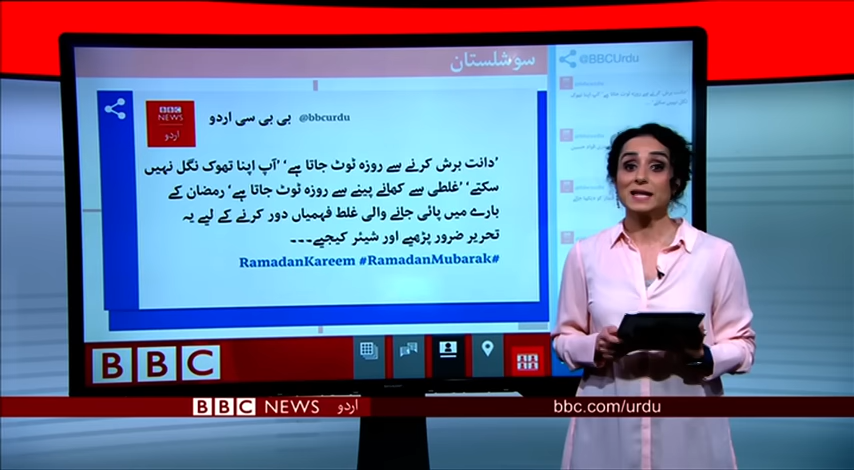 سوشلستان
@BBCUrdu
BBC
NEWS
اردو
بی بی سی اردو @bbcurdu
’دانت برش کرنے سے روزہ ٹوٹ جاتا ہے‘ ’آپ اپنا تھوک نگل نہیں
سکتے‘ ’غلطی سے کھانے پینے سے روزہ ٹوٹ جاتا ہے‘ رمضان کے
بارے میں پائی جانے والی غلط فہمیاں دور کرنے کے لیے یہ
تحریر ضرور پڑھیے اور شیئر کیجیے۔۔۔
RamadanKareem #RamadanMubarak#
BBC
BBC NEWS اردو
bbc.com/urdu